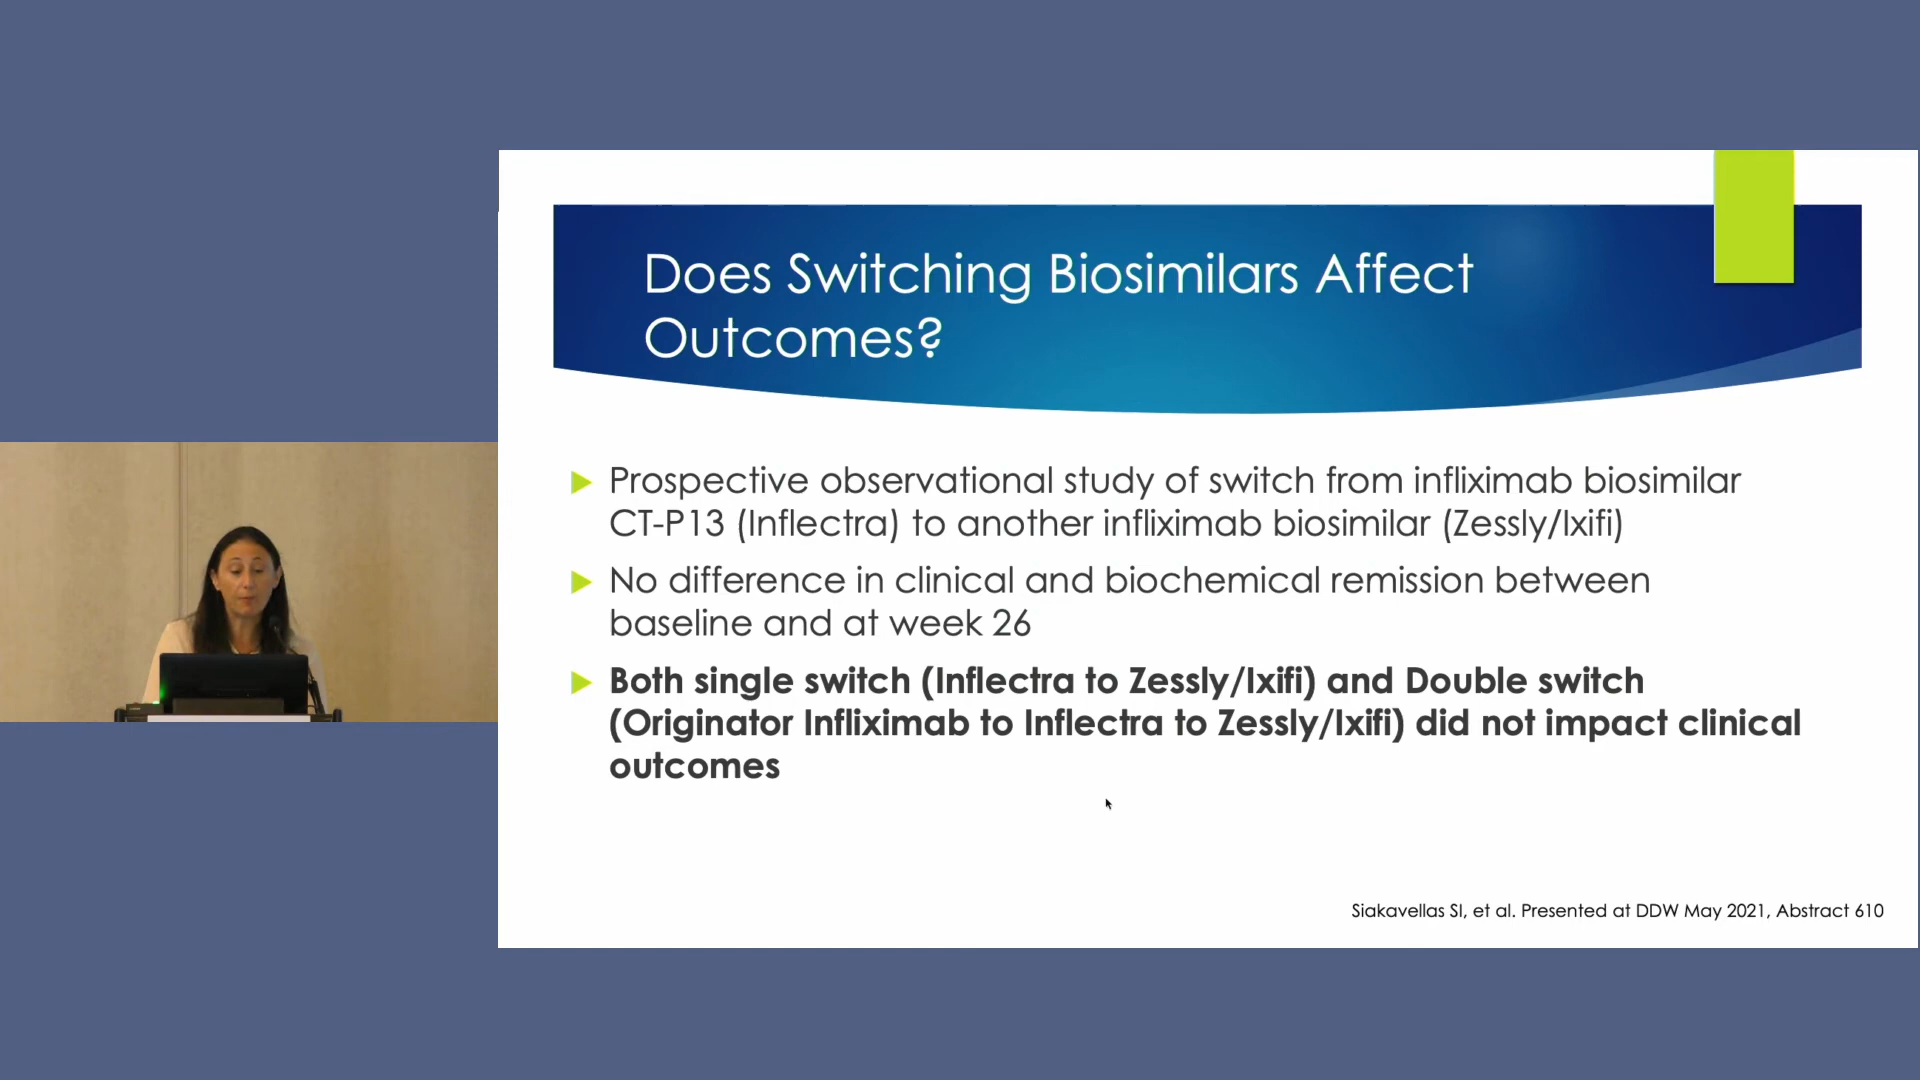 Does Switching Biosimilars Affect
Outcomes?
Prospective observational study of switch from infliximab biosimilar
CT-P13 (Inflectra) to another infliximab biosimilar (Zessly/Ixifi)
No difference in clinical and biochemical remission between
baseline and at week 26
Both single switch (Inflectra to Zessly/Ixifi) and Double switch
(Originator Infliximab to Inflectra to Zessly/Ixifi) did not impact clinical
outcomes
Siakavellas SI, et al. Presented at DDW May 2021, Abstract 610